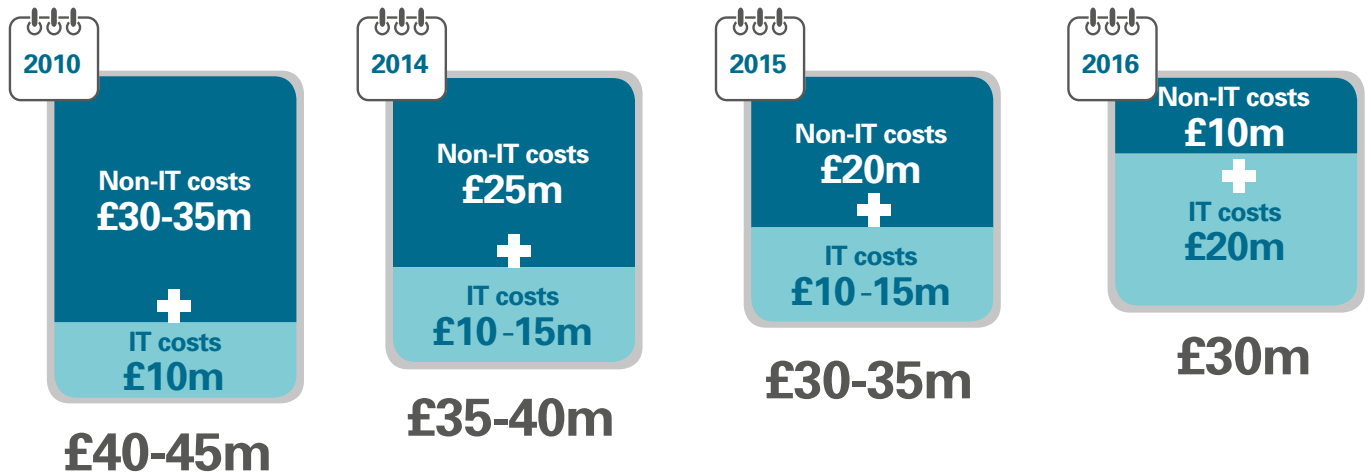 2010
Non-IT costs
£30-35m
IT costs
£10m
£40-45m
2014
Non-IT costs
£25m
IT costs
£10-15m
£35-40m
2015
Non-IT costs
£20m
IT costs
£10-15m
£30-35m
2016
Non-IT costs
£10m
IT costs
£20m
£30m